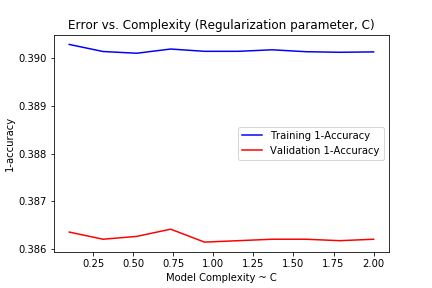 Error vs. Complexity (Regularization parameter, C)
0.390
0.389
0.388
0.387
0.386
1-accuracy
Training 1-Accuracy
Validation 1-Accuracy
0.25 0.50 0.75 1.00 1.25 1.50 1.75 2.00
Model Complexity ~ C